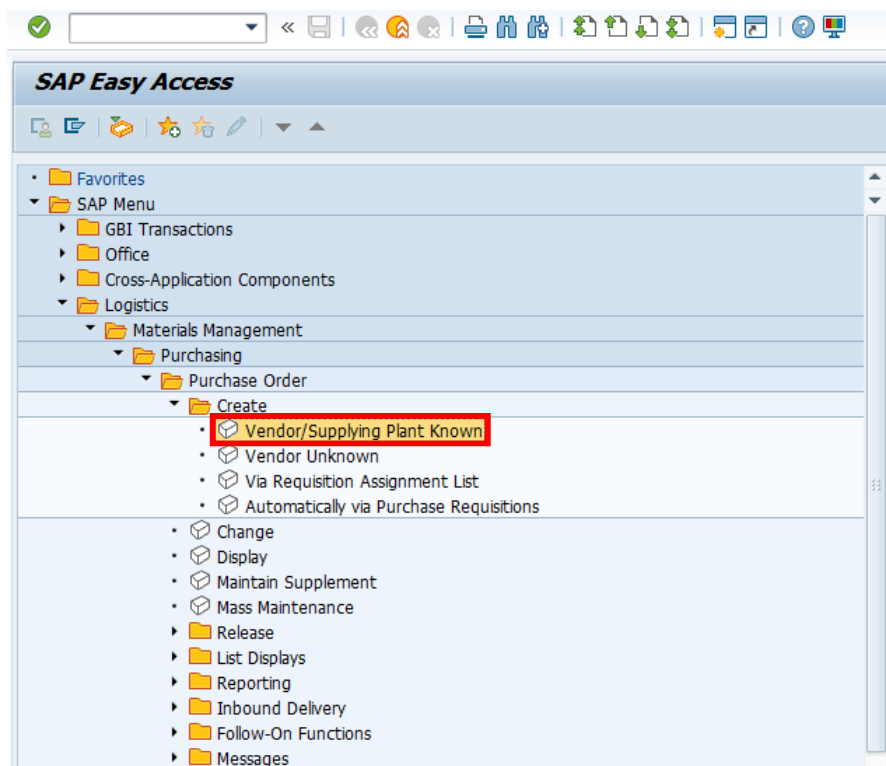 SAP Easy Access
Favorites
SAP Menu
GBI Transactions
Office
Cross-Application Components
Logistics
Materials Management
Purchasing
Purchase Order
Create
Vendor/Supplying Plant Known
Vendor Unknown
Via Requisition Assignment List
Automatically via Purchase Requisitions
Change
Display
Maintain Supplement
Mass Maintenance
Release
List Displays
Reporting
Inbound Delivery
Follow-On Functions
Messages